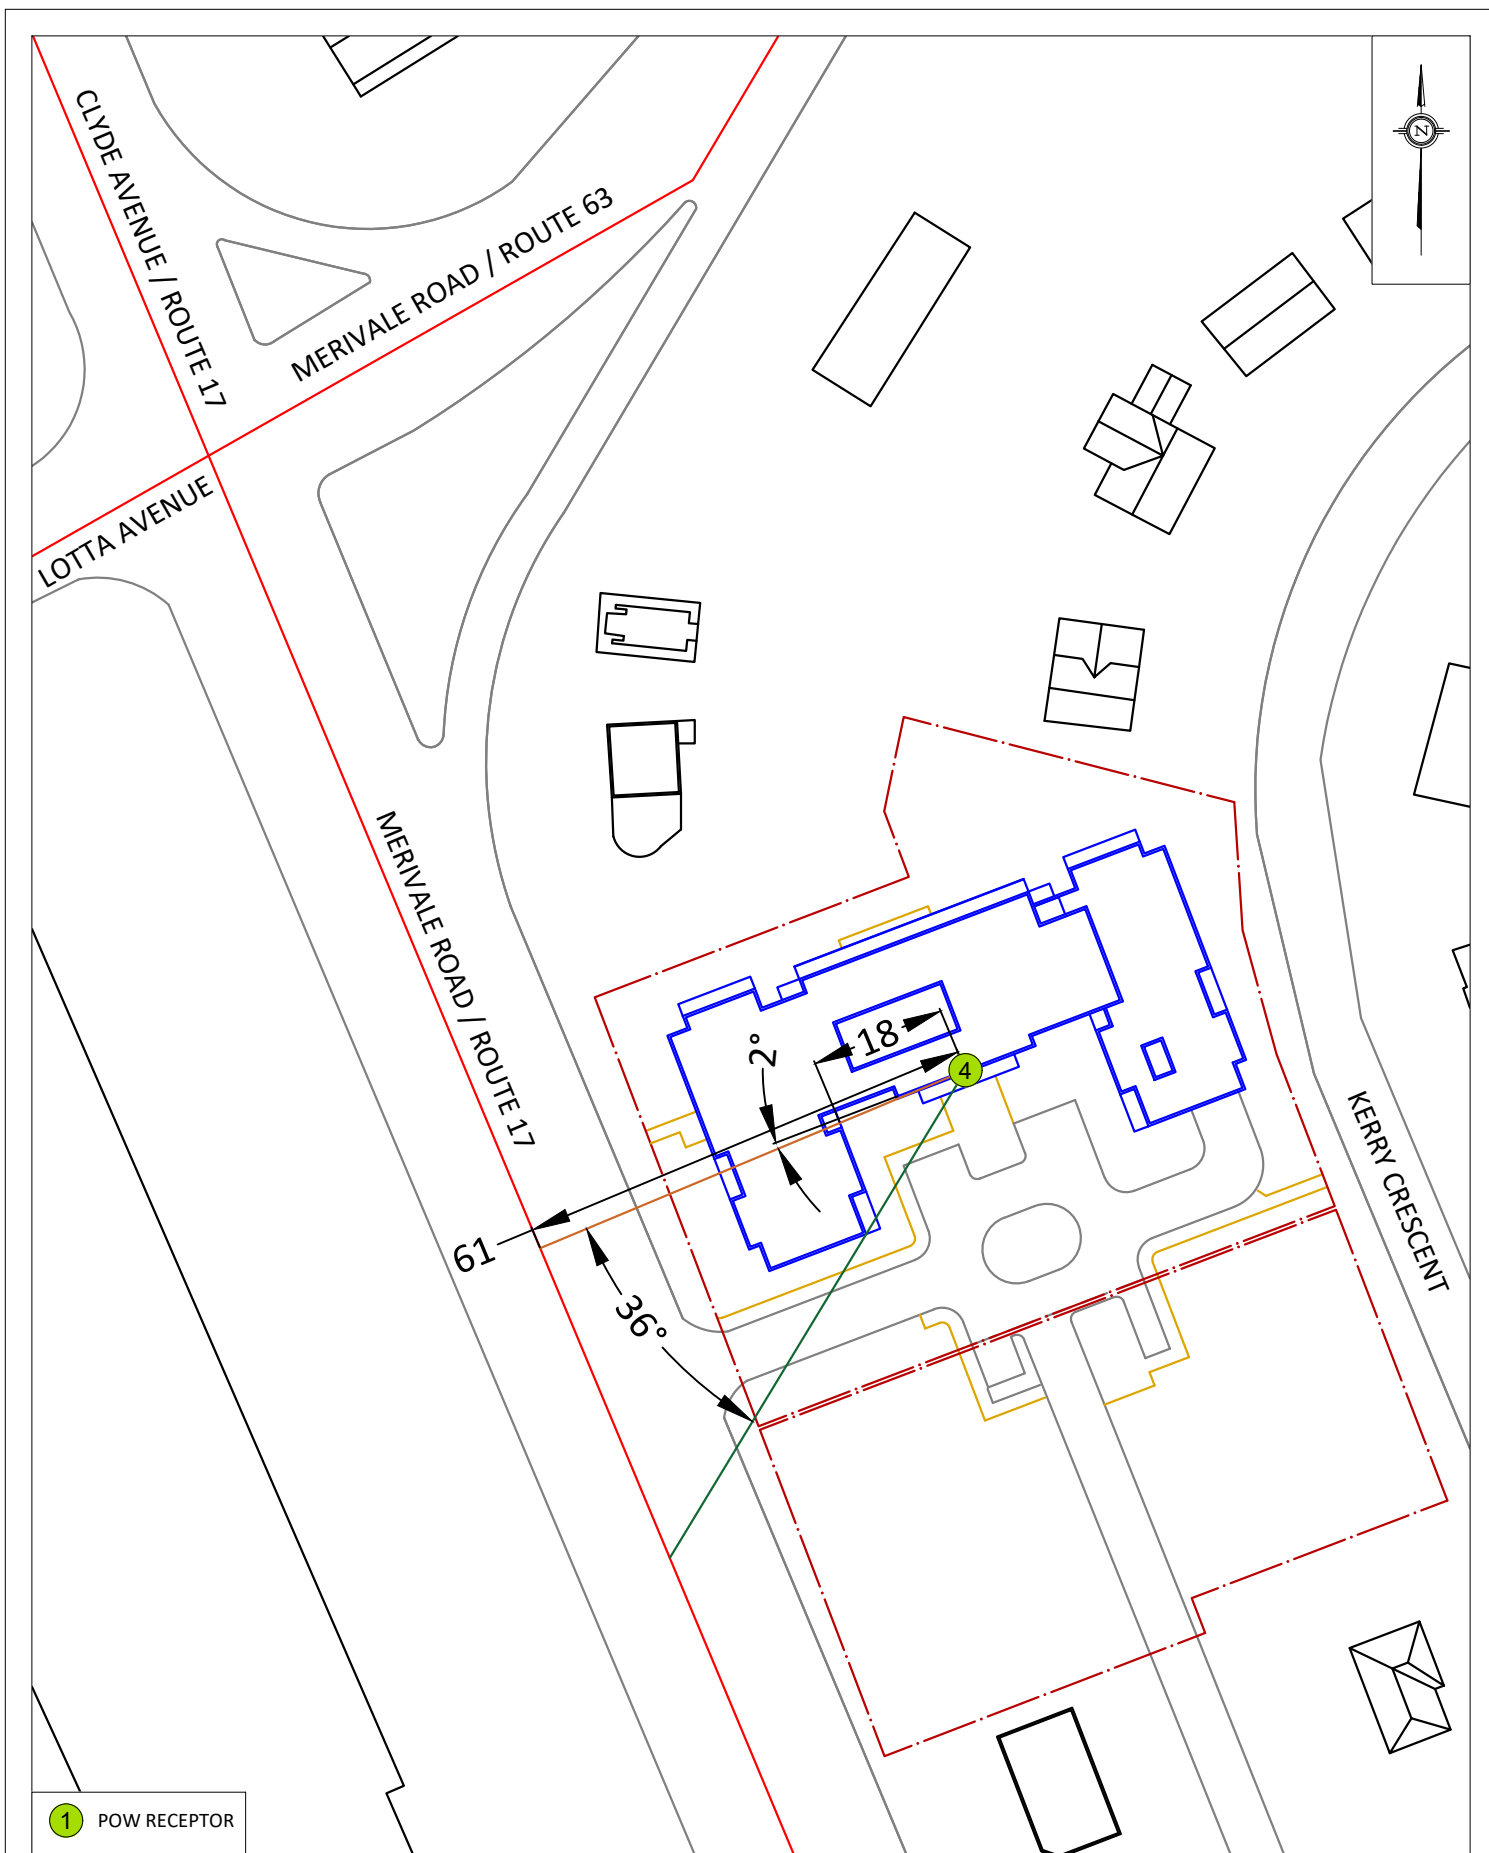 CLYDE AVENUE / ROUTE 17
N
MERIVALE ROAD / ROUTE 63
LOTTA AVENUE
MERIVALE ROAD / ROUTE 17
18
2°
4
61
36°
KERRY CRESCENT
1 POW RECEPTOR